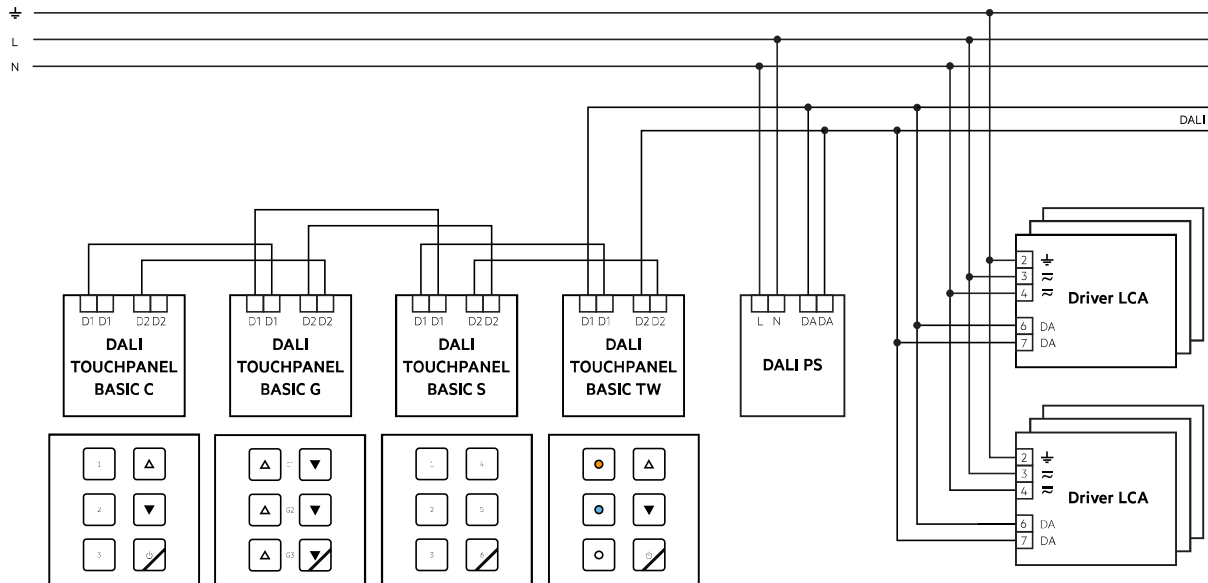 L
N
DALI
D1 D1 D2 D2
DALI
TOUCHPANEL
BASIC C
D1 D1 D2 D2
DALI
TOUCHPANEL
BASIC G
D1 D1 D2 D2
DALI
TOUCHPANEL
BASIC S
D1 D1 D2 D2
DALI
TOUCHPANEL
BASIC TW
L N DA DA
DALI PS
2
3
4
6 DA
7 DA
Driver LCA
2
3
4
6 DA
7 DA
Driver LCA
1
2
3
G2
G3
1 4
2 5
3 6